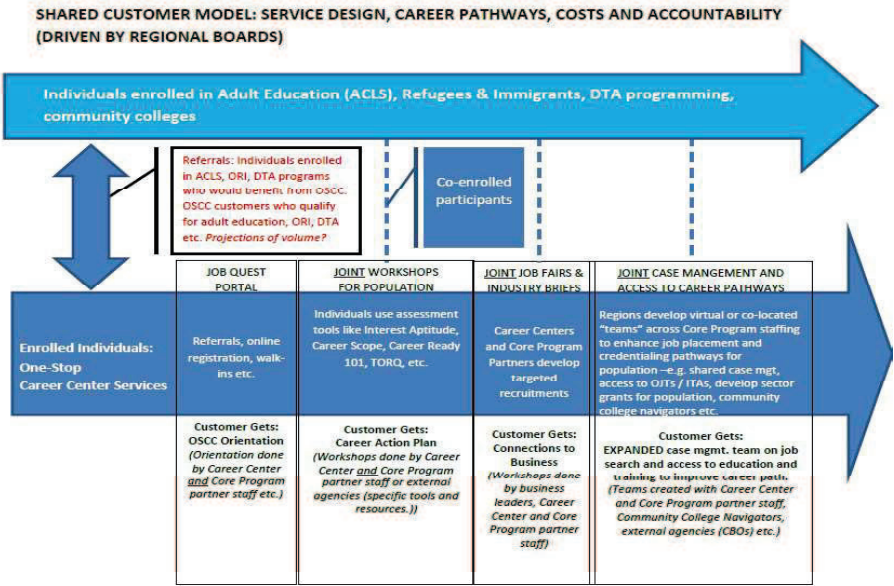 SHARED CUSTOMER MODEL: SERVICE DESIGN, CAREER PATHWAYS, COSTS AND ACCOUNTABILITY
(DRIVEN BY REGIONAL BOARDS)
Individuals enrolled in Adult Education (ACLS), Refugees & Immigrants, DTA programming,
community colleges
Referrals: Individuals enrolled
in ACLS, ORI, DTA programs
who would benefit from OSCC.
OSCC customers who qualify
for adult education, ORI, DTA
etc. Projections of volume?
Co-enrolled
participants
Enrolled Individuals:
One-Stop
Career Center Services
JOB QUEST
PORTAL
Referrals, online
registration, walk-
ins etc.
Customer Gets:
OSCC Orientation
(Orientation done
by Career Center
and Core Program
partner staff etc.)
JOINT WORKSHOPS
FOR POPULATION
Individuals use assessment
tools like Interest Aptitude,
Career Scope, Career Ready
101, TORQ, etc.
Customer Gets:
Career Action Plan
(Workshops done by Career
Center and Core Program
partner staff or external
agencies (specific tools and
resources.))
JOINT JOB FAIRS &
INDUSTRY BRIEFS
Career Centers
and Core Program
Partners develop
targeted
recruitments
Customer Gets:
Connections to
Business
(Workshops done
by business
leaders, Career
Center and Core
Program partner
staff)
JOINT CASE MANGEMENT AND
ACCESS TO CAREER PATHWAYS
Regions develop virtual or co-located
"teams" across Core Program staffing
to enhance job placement and
credentialing pathways for
population –e.g. shared case mgt,
access to OJTs / ITAs, develop sector
grants for population, community
college navigators etc.
Customer Gets:
EXPANDED case mgmt. team on job
search and access to education and
training to improve career path.
(Teams created with Career Center
and Core Program partner staff,
Community College Navigators,
external agencies (CBOs) etc.)